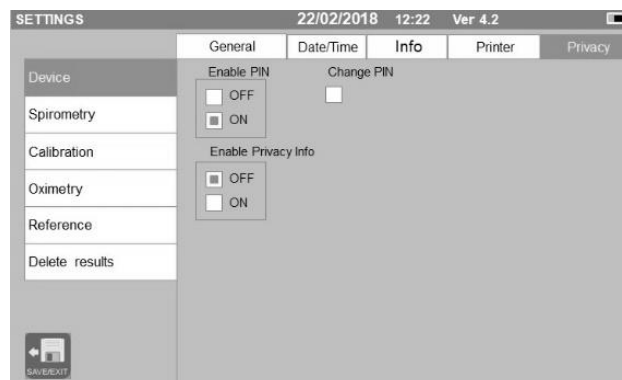 SETTINGS 22/02/2018 12:22 Ver 4.2
General Date/Time Info Printer Privacy
Device
Spirometry
Calibration
Oximetry
Reference
Delete results
Enable PIN Change PIN
OFF
ON
Enable Privacy Info
OFF
ON
SAVE/EXIT